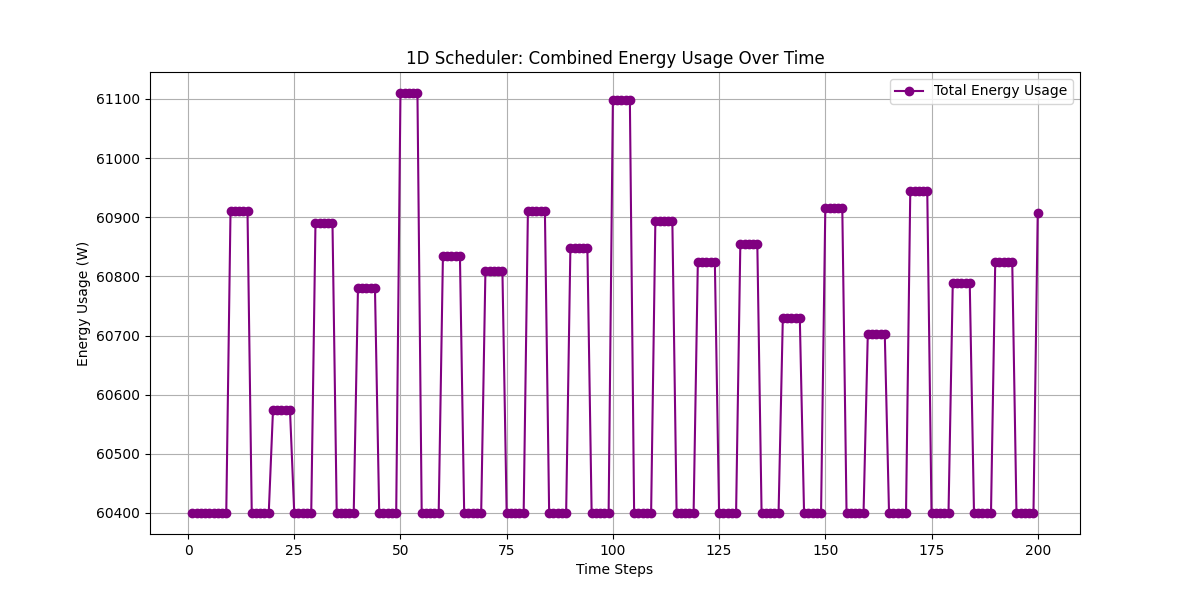 1D Scheduler: Combined Energy Usage Over Time
Total Energy Usage
Energy Usage (W)
61100
61000
60900
60800
60700
60600
60500
60400
0 25 50 75 100 125 150 175 200
Time Steps